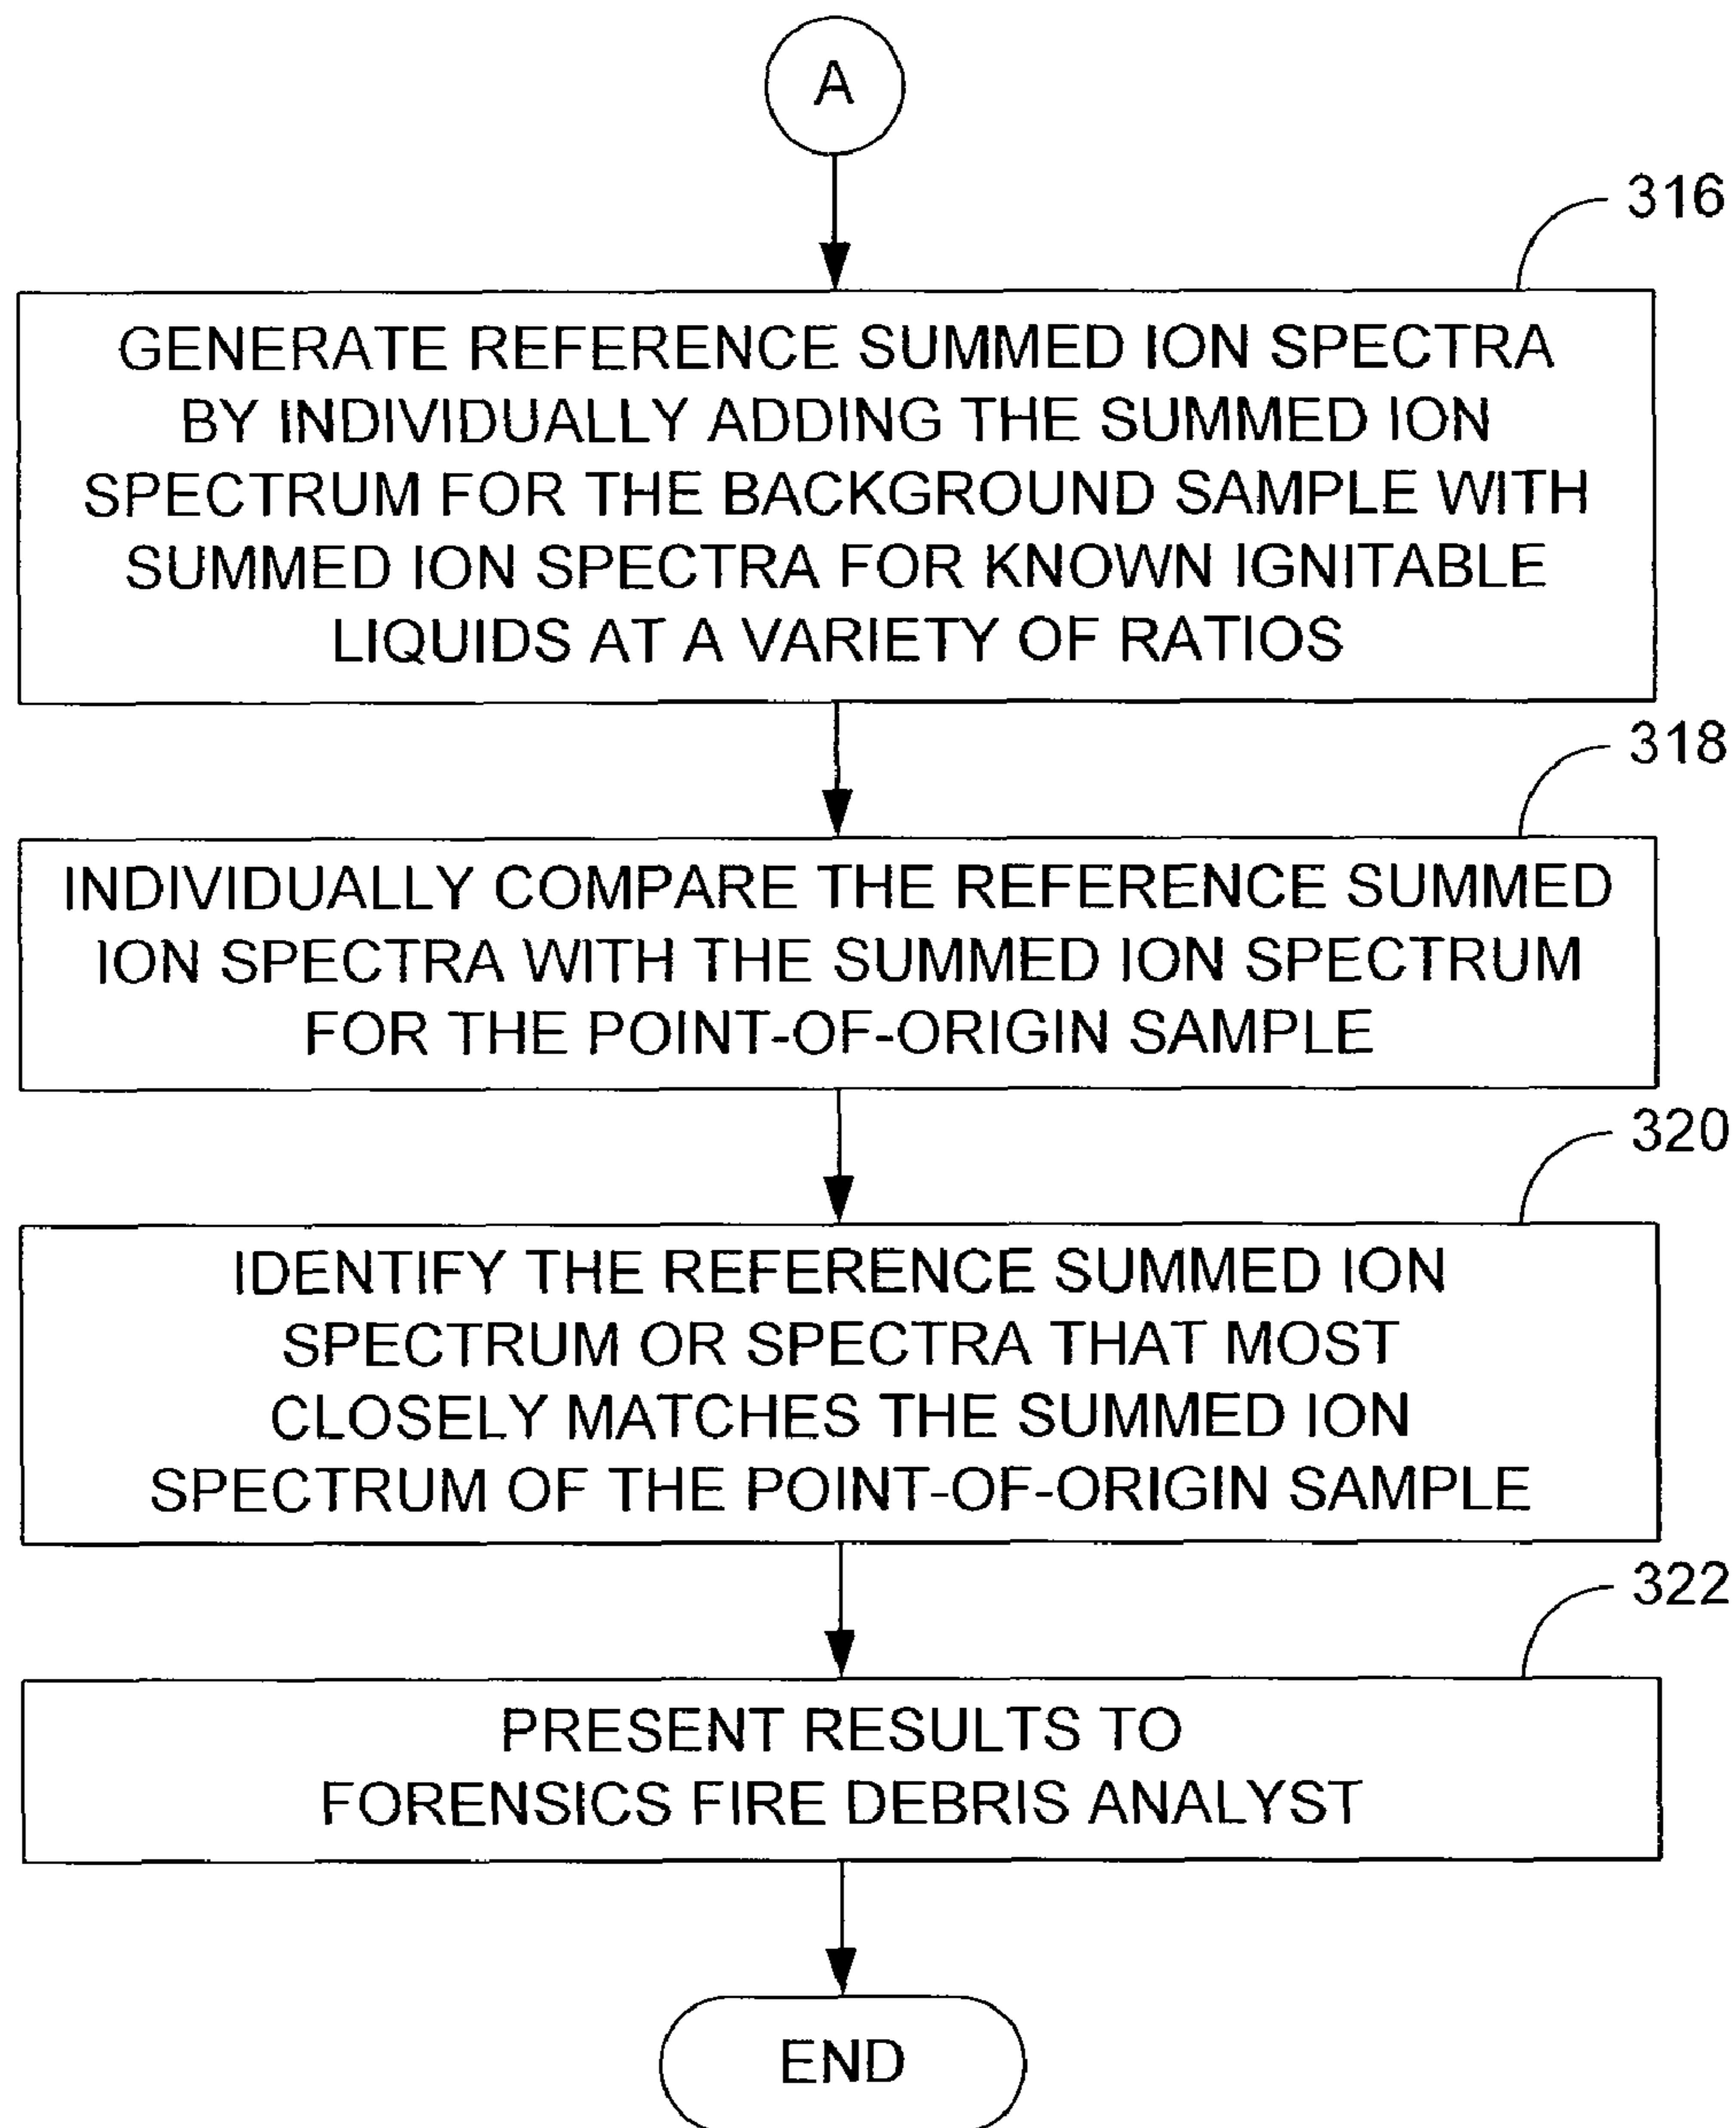 A
316
GENERATE REFERENCE SUMMED ION SPECTRA
BY INDIVIDUALLY ADDING THE SUMMED ION
SPECTRUM FOR THE BACKGROUND SAMPLE WITH
SUMMED ION SPECTRA FOR KNOWN IGNITABLE
LIQUIDS AT A VARIETY OF RATIOS
318
INDIVIDUALLY COMPARE THE REFERENCE SUMMED
ION SPECTRA WITH THE SUMMED ION SPECTRUM
FOR THE POINT-OF-ORIGIN SAMPLE
320
IDENTIFY THE REFERENCE SUMMED ION
SPECTRUM OR SPECTRA THAT MOST
CLOSELY MATCHES THE SUMMED ION
SPECTRUM OF THE POINT-OF-ORIGIN SAMPLE
322
PRESENT RESULTS TO
FORENSICS FIRE DEBRIS ANALYST
END